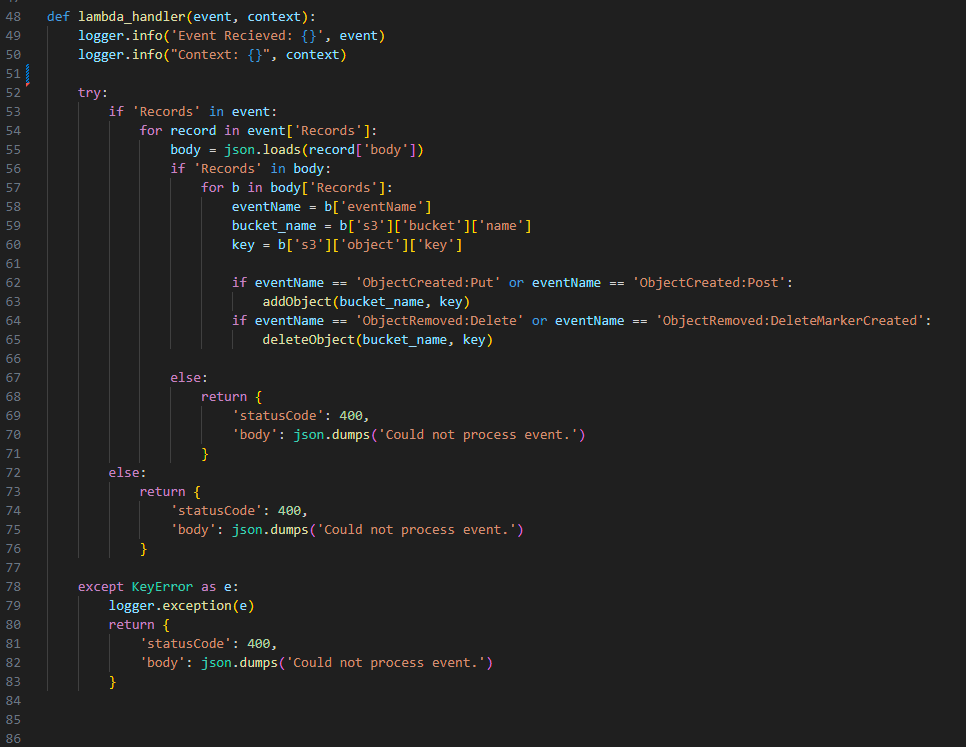 48 def lambda_handler(event, context):
49     logger.info('Event Recieved: {}', event)
50     logger.info("Context: {}", context)
51
52     try:
53         if 'Records' in event:
54             for record in event['Records']:
55                 body = json.loads(record['body'])
56                 if 'Records' in body:
57                     for b in body['Records']:
58                         eventName = b['eventName']
59                         bucket_name = b['s3']['bucket']['name']
60                         key = b['s3']['object']['key']
61
62                         if eventName == 'ObjectCreated:Put' or eventName == 'ObjectCreated:Post':
63                             addObject(bucket_name, key)
64                         if eventName == 'ObjectRemoved:Delete' or eventName == 'ObjectRemoved:DeleteMarkerCreated':
65                             deleteObject(bucket_name, key)
66
67                 else:
68                     return {
69                         'statusCode': 400,
70                         'body': json.dumps('Could not process event.')
71                     }
72         else:
73             return {
74                 'statusCode': 400,
75                 'body': json.dumps('Could not process event.')
76             }
77
78     except KeyError as e:
79         logger.exception(e)
80         return {
81             'statusCode': 400,
82             'body': json.dumps('Could not process event.')
83         }
84
85
86